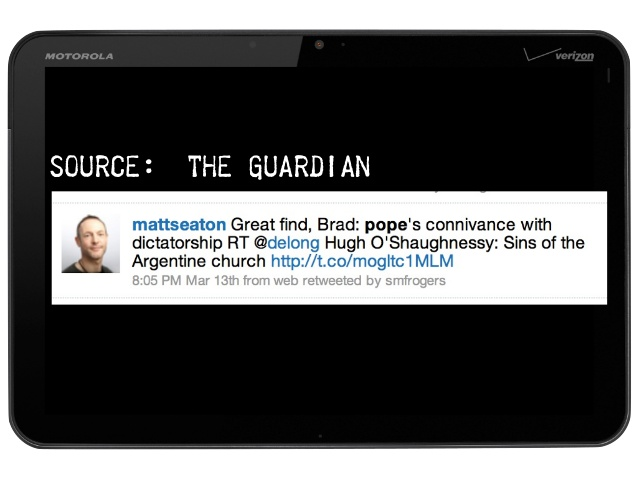 MOTOROLA
verizon
SOURCE: THE GUARDIAN
mattseaton Great find, Brad: pope's connivance with
dictatorship RT @delong Hugh O'Shaughnessy: Sins of the
Argentine church http://t.co/mogltc1MLM
8:05 PM Mar 13th from web retweeted by smfrogers